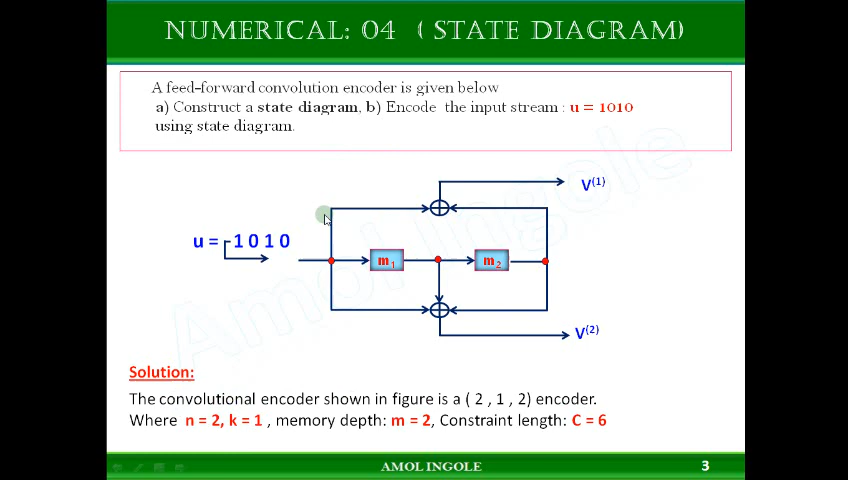 NUMERICAL: 04 ( STATE DIAGRAM)
A feed-forward convolution encoder is given below
a) Construct a state diagram, b) Encode the input stream : u = 1010
using state diagram.
V(1)
u = 1 0 1 0
m1 m2
V(2)
Solution:
The convolutional encoder shown in figure is a ( 2 , 1 , 2) encoder.
Where n = 2, k = 1 , memory depth: m = 2, Constraint length: C = 6
AMOL INGOLE 3
Amol Ingole